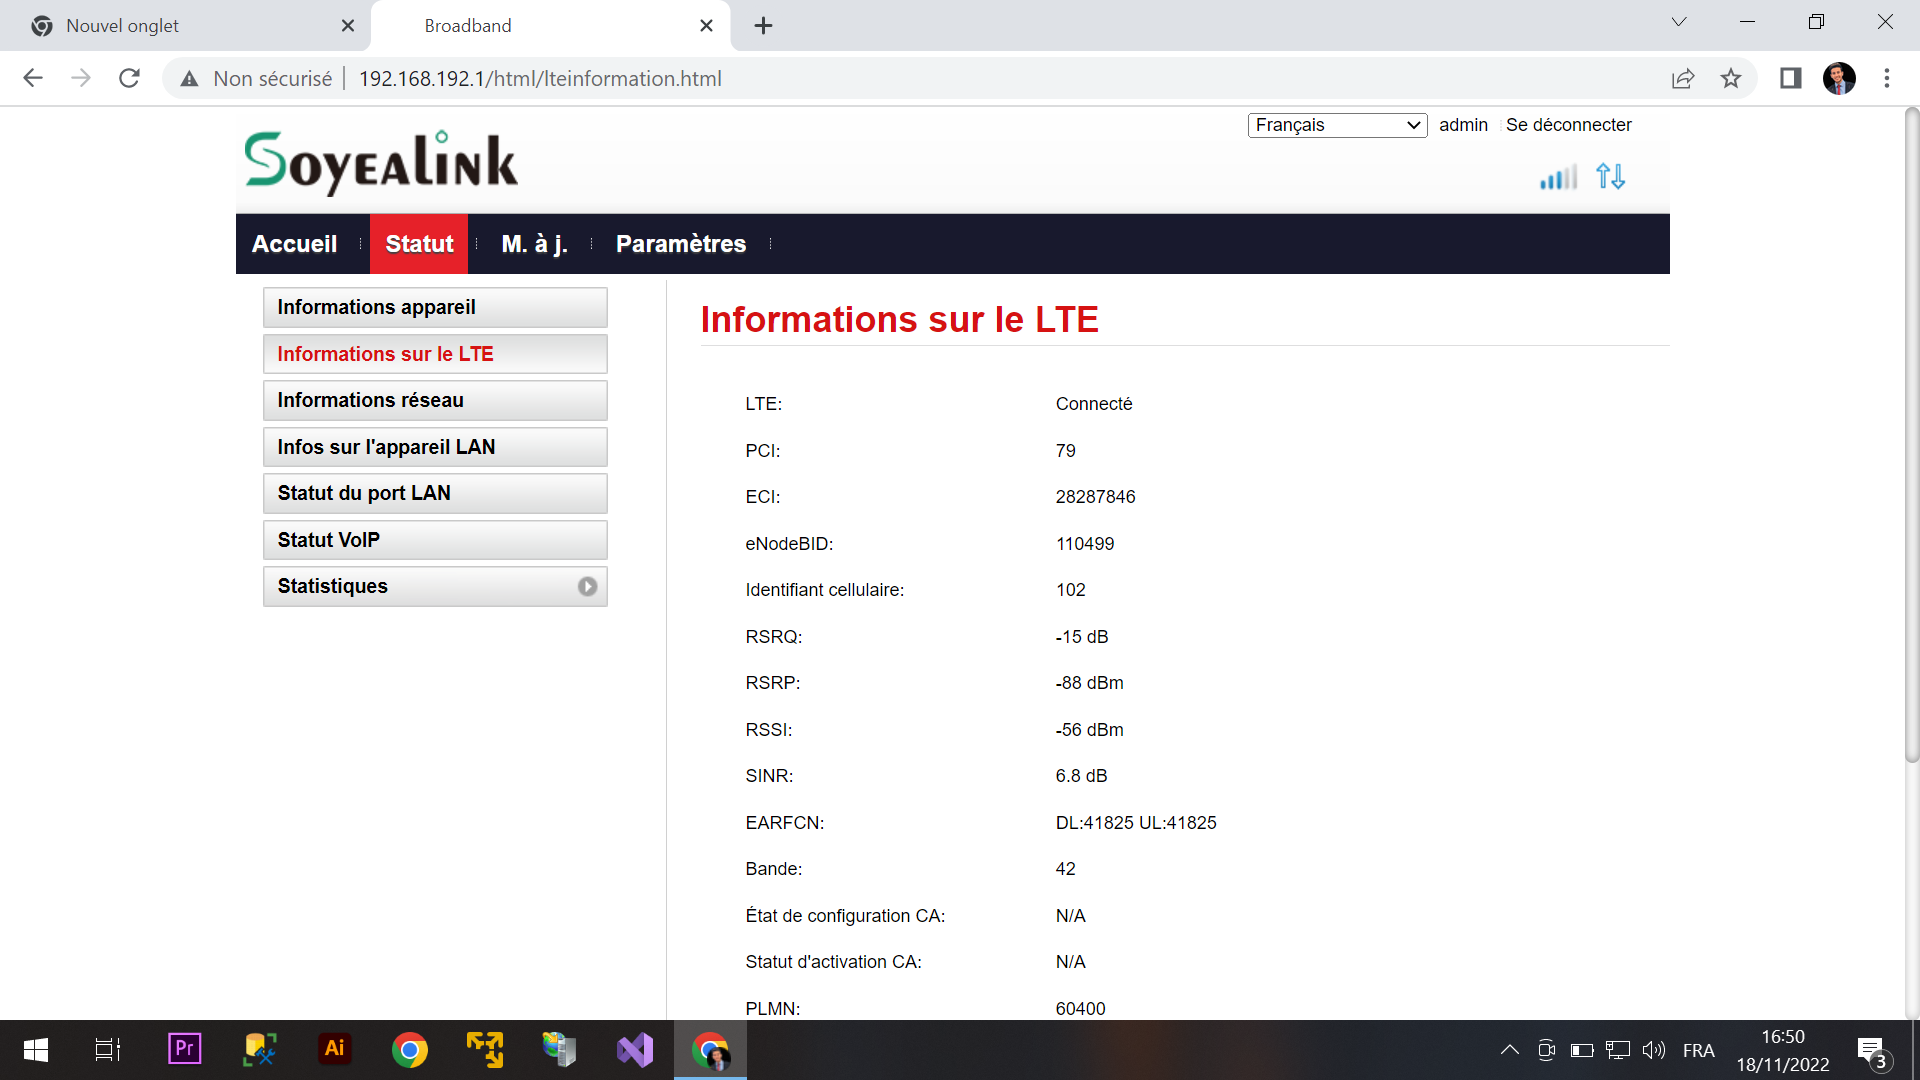 Nouvel onglet
Broadband
Non sécurisé
192.168.192.1/html/lteinformation.html
Français admin Se déconnecter
Soyealink
Accueil Statut M. à j. Paramètres
Informations appareil
Informations sur le LTE
Informations réseau
Infos sur l'appareil LAN
Statut du port LAN
Statut VoIP
Statistiques
Informations sur le LTE
LTE: Connecté
PCI: 79
ECI: 28287846
eNodeBID: 110499
Identifiant cellulaire: 102
RSRQ: -15 dB
RSRP: -88 dBm
RSSI: -56 dBm
SINR: 6.8 dB
EARFCN: DL:41825 UL:41825
Bande: 42
État de configuration CA: N/A
Statut d'activation CA: N/A
PLMN: 60400
Pr
Ai
FRA
16:50
18/11/2022
3